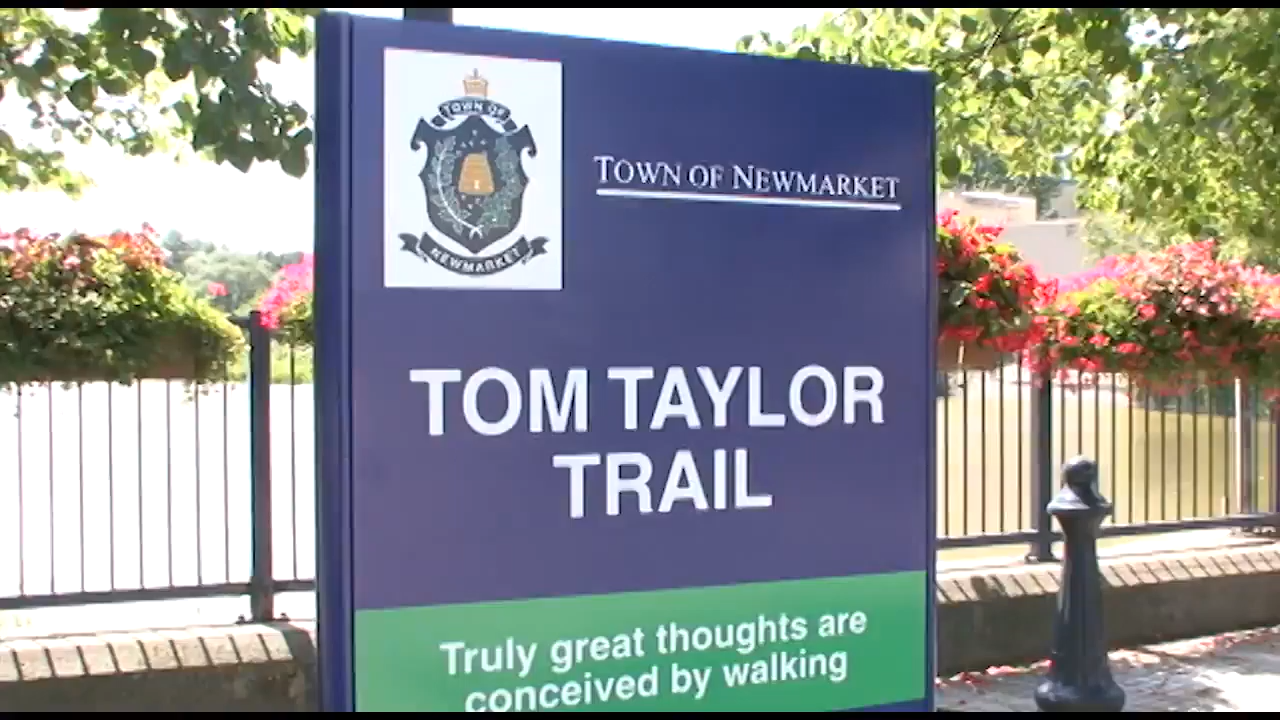 TOWN OF
NEWMARKET
TOWN OF NEWMARKET
TOM TAYLOR
TRAIL
Truly great thoughts are
conceived by walking